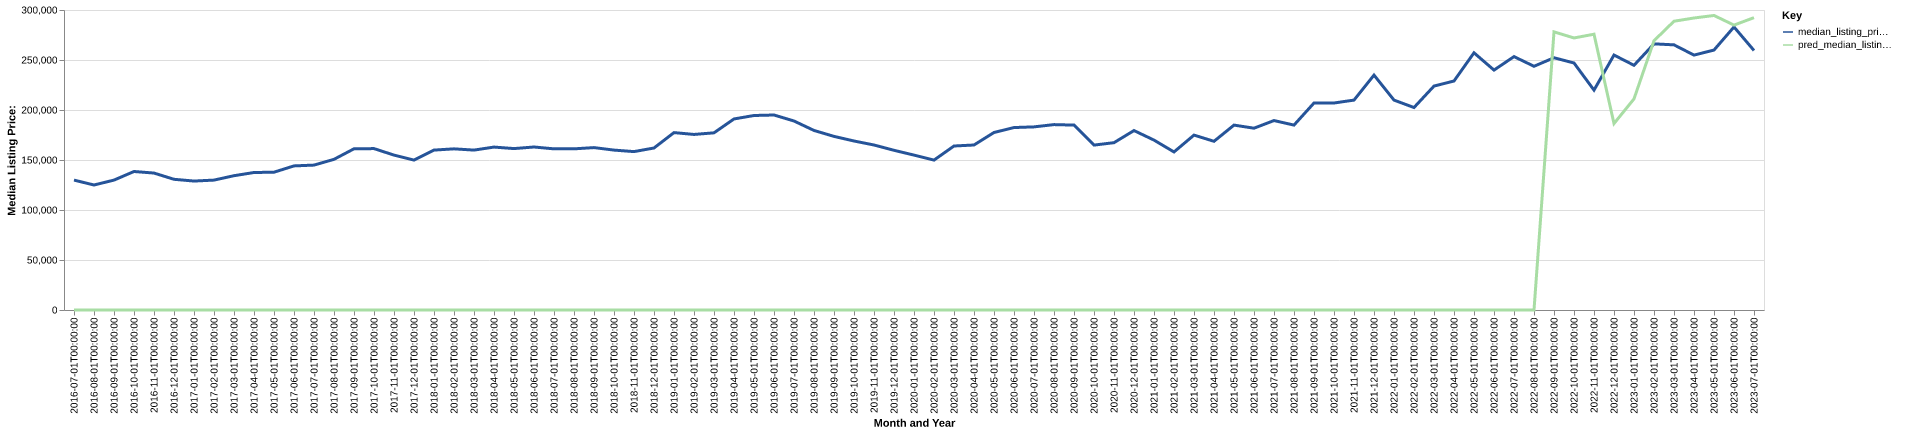 300,000
250,000
200,000
150,000
100,000
50,000
0
Median Listing Price:
2016-07-01T00:00:00
2016-08-01T00:00:00
2016-09-01T00:00:00
2016-10-01T00:00:00
2016-11-01T00:00:00
2016-12-01T00:00:00
2017-01-01T00:00:00
2017-02-01T00:00:00
2017-03-01T00:00:00
2017-04-01T00:00:00
2017-05-01T00:00:00
2017-06-01T00:00:00
2017-07-01T00:00:00
2017-08-01T00:00:00
2017-09-01T00:00:00
2017-10-01T00:00:00
2017-11-01T00:00:00
2017-12-01T00:00:00
2018-01-01T00:00:00
2018-02-01T00:00:00
2018-03-01T00:00:00
2018-04-01T00:00:00
2018-05-01T00:00:00
2018-06-01T00:00:00
2018-07-01T00:00:00
2018-08-01T00:00:00
2018-09-01T00:00:00
2018-10-01T00:00:00
2018-11-01T00:00:00
2018-12-01T00:00:00
2019-01-01T00:00:00
2019-02-01T00:00:00
2019-03-01T00:00:00
2019-04-01T00:00:00
2019-05-01T00:00:00
2019-06-01T00:00:00
2019-07-01T00:00:00
2019-08-01T00:00:00
2019-09-01T00:00:00
2019-10-01T00:00:00
2019-11-01T00:00:00
2019-12-01T00:00:00
2020-01-01T00:00:00
2020-02-01T00:00:00
2020-03-01T00:00:00
2020-04-01T00:00:00
2020-05-01T00:00:00
2020-06-01T00:00:00
2020-07-01T00:00:00
2020-08-01T00:00:00
2020-09-01T00:00:00
2020-10-01T00:00:00
2020-11-01T00:00:00
2020-12-01T00:00:00
2021-01-01T00:00:00
2021-02-01T00:00:00
2021-03-01T00:00:00
2021-04-01T00:00:00
2021-05-01T00:00:00
2021-06-01T00:00:00
2021-07-01T00:00:00
2021-08-01T00:00:00
2021-09-01T00:00:00
2021-10-01T00:00:00
2021-11-01T00:00:00
2021-12-01T00:00:00
2022-01-01T00:00:00
2022-02-01T00:00:00
2022-03-01T00:00:00
2022-04-01T00:00:00
2022-05-01T00:00:00
2022-06-01T00:00:00
2022-07-01T00:00:00
2022-08-01T00:00:00
2022-09-01T00:00:00
2022-10-01T00:00:00
2022-11-01T00:00:00
2022-12-01T00:00:00
2023-01-01T00:00:00
2023-02-01T00:00:00
2023-03-01T00:00:00
2023-04-01T00:00:00
2023-05-01T00:00:00
2023-06-01T00:00:00
2023-07-01T00:00:00
Month and Year
Key
median_listing_pri…
pred_median_listin…